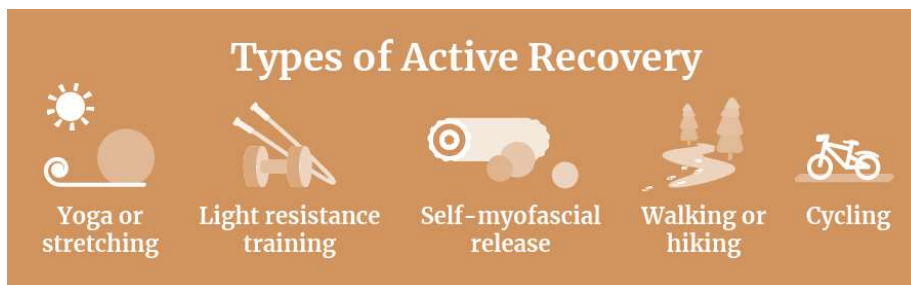 Types of Active Recovery
Yoga or
stretching
Light resistance
training
Self-myofascial
release
Walking or
hiking
Cycling